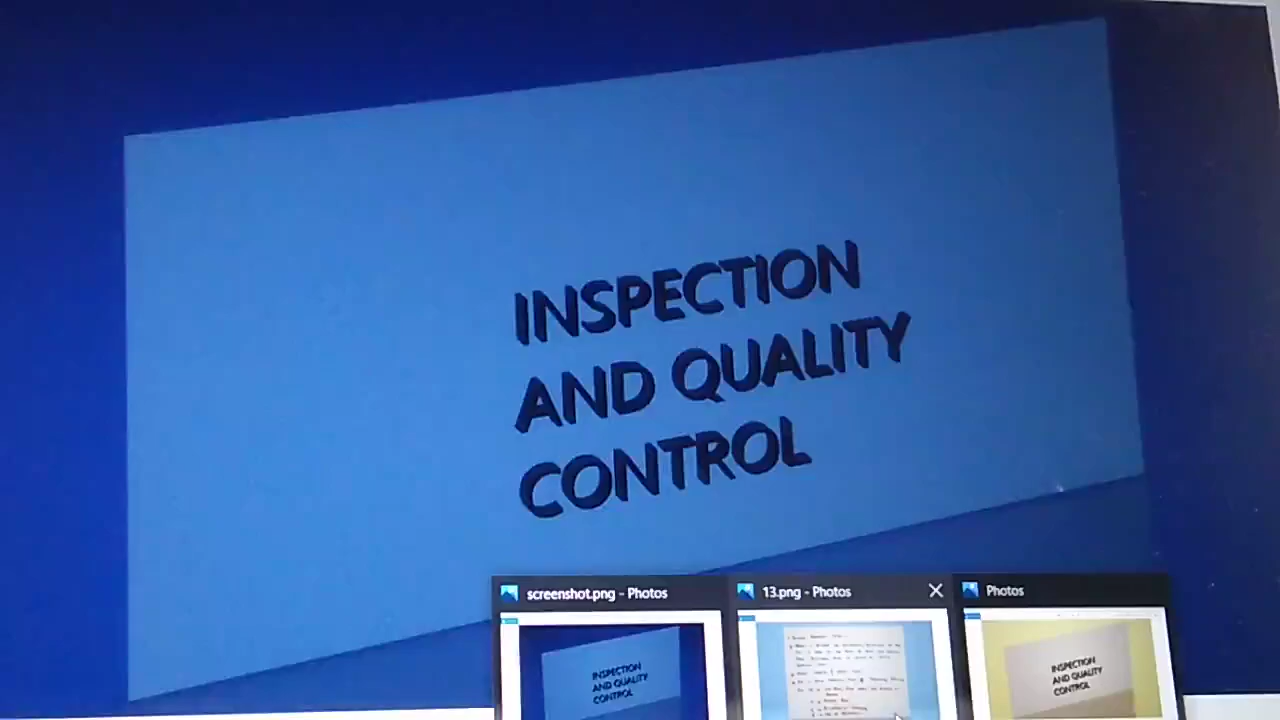 INSPECTION
AND QUALITY
CONTROL
screenshot.png - Photos
13.png - Photos
Photos
INSPECTION
AND QUALITY
CONTROL
INSPECTION
AND QUALITY
CONTROL